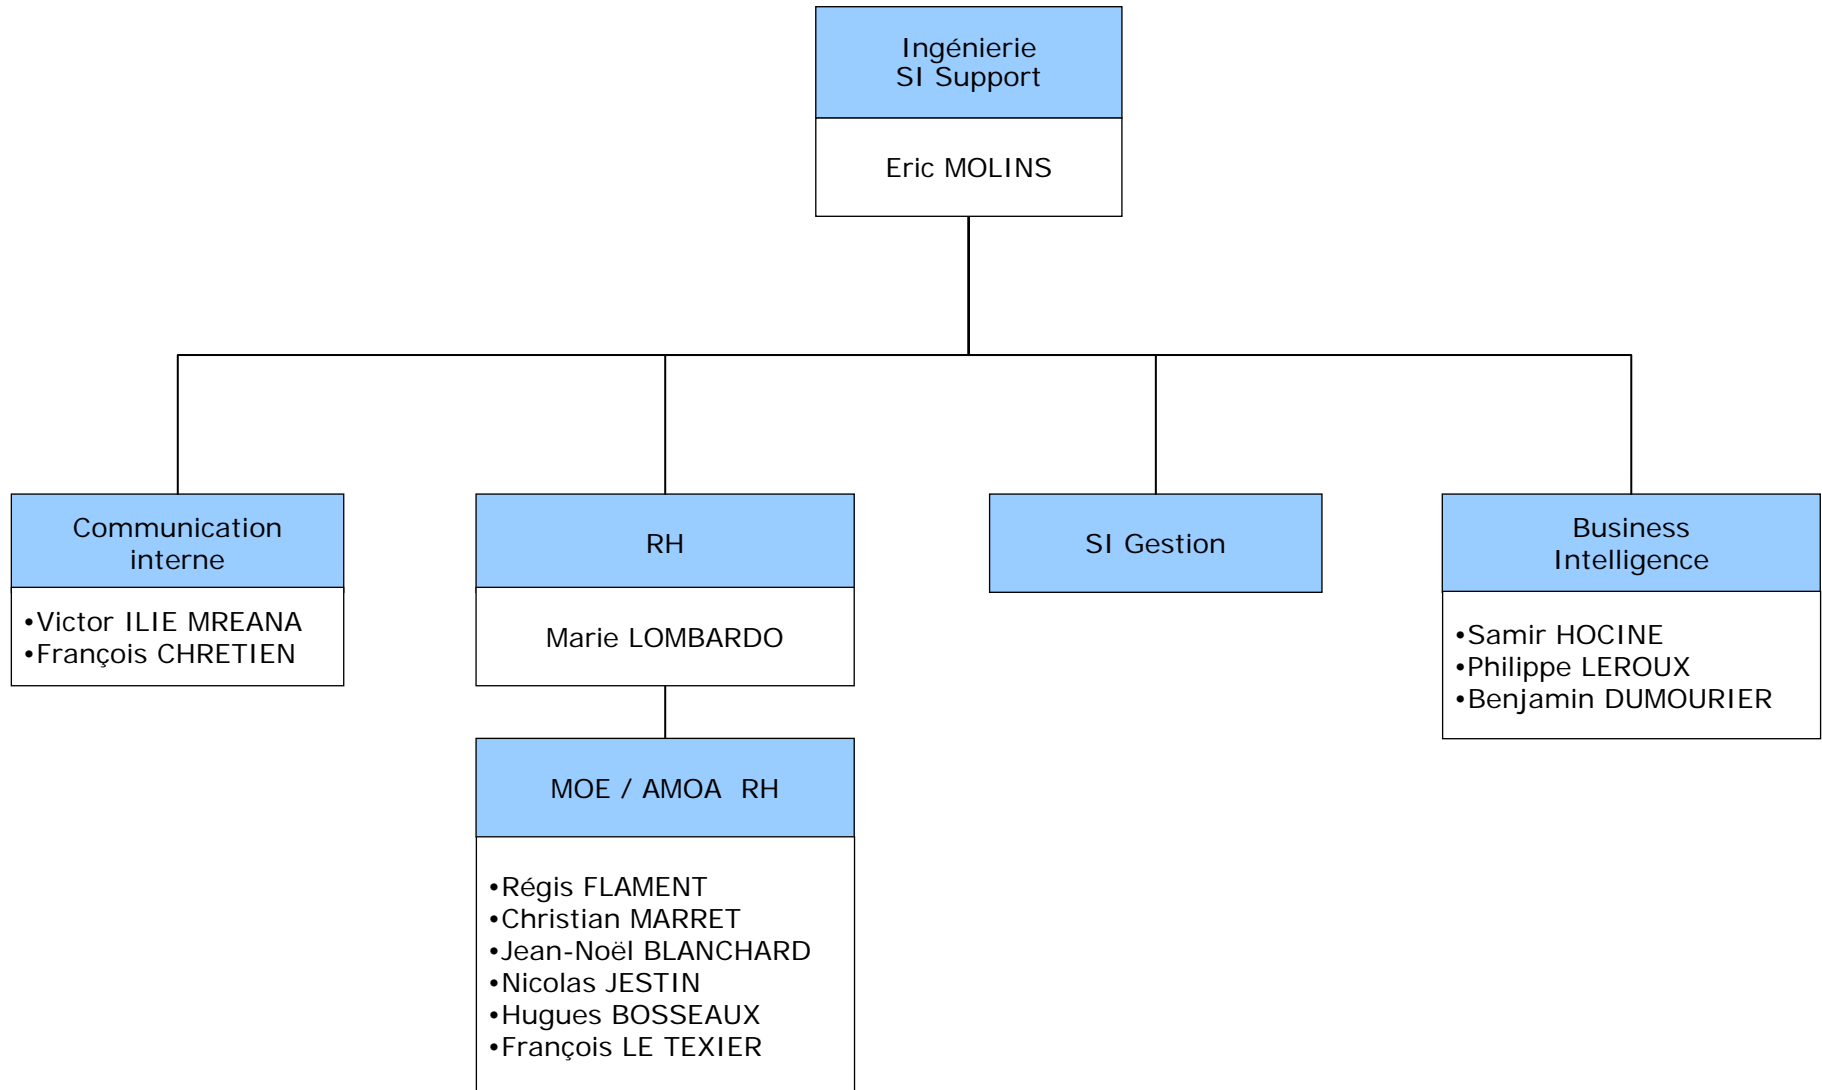 Ingénierie
SI Support
Eric MOLINS
Communication
interne
•Victor ILIE MREANA
•François CHRETIEN
RH
Marie LOMBARDO
MOE / AMOA  RH
•Régis FLAMENT
•Christian MARRET
•Jean-Noël BLANCHARD
•Nicolas JESTIN
•Hugues BOSSEAUX
•François LE TEXIER
SI Gestion
Business
Intelligence
•Samir HOCINE
•Philippe LEROUX
•Benjamin DUMOURIER